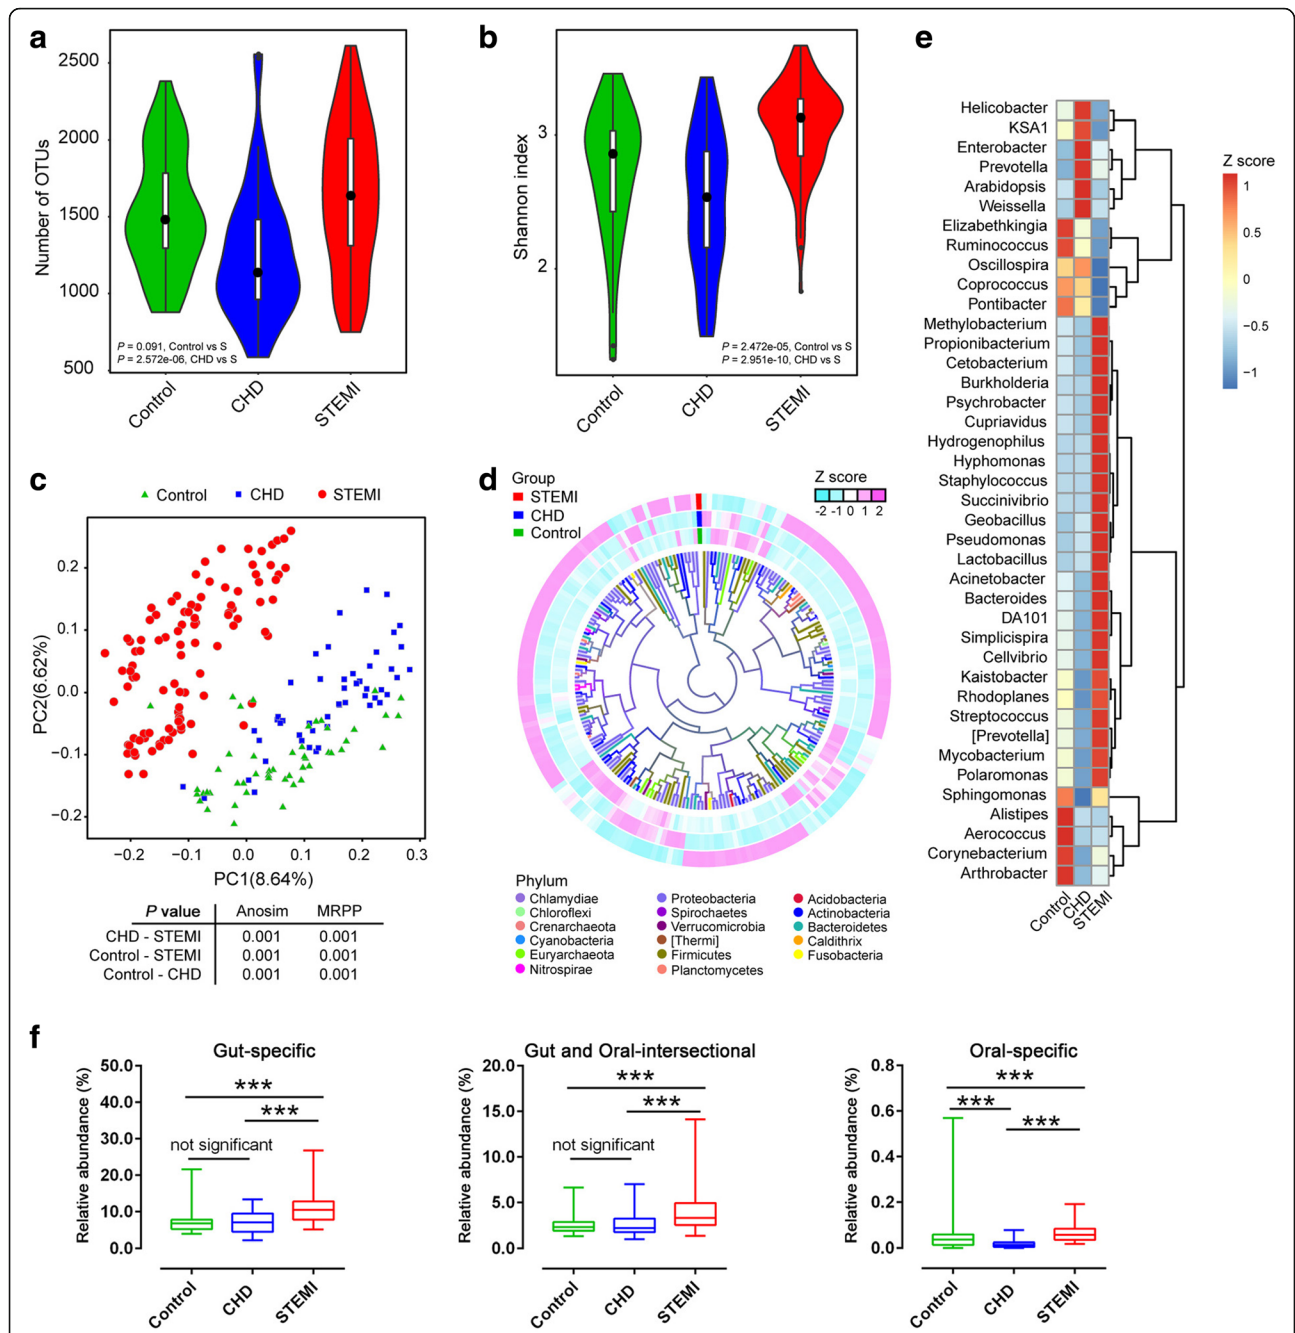 a
2500
2000
1500
1000
500
Number of OTUs
P = 0.091, Control vs S
P = 2.572e-06, CHD vs S
Control
CHD
STEMI
b
3
2
Shannon index
P = 2.472e-05, Control vs S
P = 2.951e-10, CHD vs S
Control
CHD
STEMI
c
Control CHD STEMI
0.2
0.1
0.0
−0.1
−0.2
PC2(6.62%)
−0.2 −0.1 0.0 0.1 0.2 0.3
PC1(8.64%)
P value Anosim MRPP
CHD - STEMI 0.001 0.001
Control - STEMI 0.001 0.001
Control - CHD 0.001 0.001
d
Group
STEMI
CHD
Control
Z score
-2 -1 0 1 2
Phylum
Chlamydiae
Chloroflexi
Crenarchaeota
Cyanobacteria
Euryarchaeota
Nitrospirae
Proteobacteria
Spirochaetes
Verrucomicrobia
[Thermi]
Firmicutes
Planctomycetes
Acidobacteria
Actinobacteria
Bacteroidetes
Caldithrix
Fusobacteria
e
Helicobacter
KSA1
Enterobacter
Prevotella
Arabidopsis
Weissella
Elizabethkingia
Ruminococcus
Oscillospira
Coprococcus
Pontibacter
Methylobacterium
Propionibacterium
Cetobacterium
Burkholderia
Psychrobacter
Cupriavidus
Hydrogenophilus
Hyphomonas
Staphylococcus
Succinivibrio
Geobacillus
Pseudomonas
Lactobacillus
Acinetobacter
Bacteroides
DA101
Simplicispira
Cellvibrio
Kaistobacter
Rhodoplanes
Streptococcus
[Prevotella]
Mycobacterium
Polaromonas
Sphingomonas
Alistipes
Aerococcus
Corynebacterium
Arthrobacter
Control
CHD
STEMI
Z score
1
0.5
0
−0.5
−1
f
Gut-specific
50.0
40.0
30.0
20.0
10.0
0.0
Relative abundance (%)
***
***
not significant
Control
CHD
STEMI
Gut and Oral-intersectional
20.0
15.0
10.0
5.0
0.0
Relative abundance (%)
***
***
not significant
Control
CHD
STEMI
Oral-specific
0.8
0.6
0.4
0.2
0.0
Relative abundance (%)
***
***
***
Control
CHD
STEMI